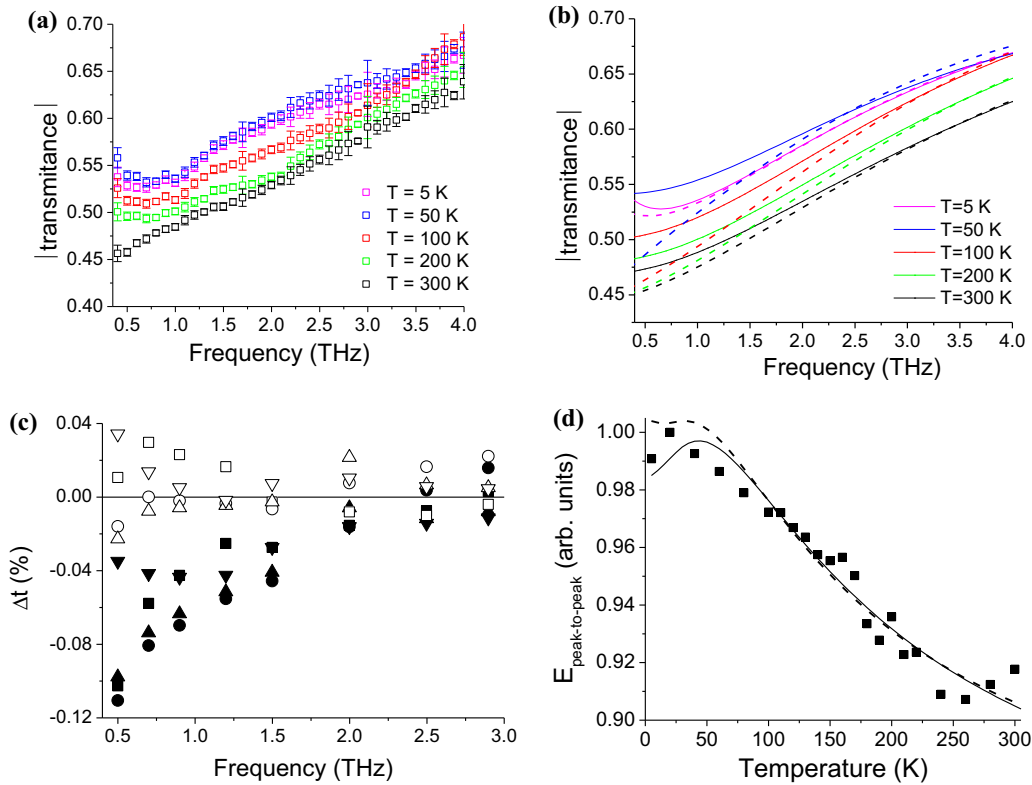 (a)
0.70
0.65
0.60
0.55
0.50
0.45
0.40
|transmitance|
T = 5 K
T = 50 K
T = 100 K
T = 200 K
T = 300 K
0.5 1.0 1.5 2.0 2.5 3.0 3.5 4.0
Frequency (THz)
(b)
0.70
0.65
0.60
0.55
0.50
0.45
|transmitance|
T=5 K
T=50 K
T=100 K
T=200 K
T=300 K
0.5 1.0 1.5 2.0 2.5 3.0 3.5 4.0
Frequency (THz)
(c)
0.04
0.00
-0.04
-0.08
-0.12
Δt (%)
0.5 1.0 1.5 2.0 2.5 3.0
Frequency (THz)
(d)
1.00
0.98
0.96
0.94
0.92
0.90
E peak-to-peak (arb. units)
0 50 100 150 200 250 300
Temperature (K)